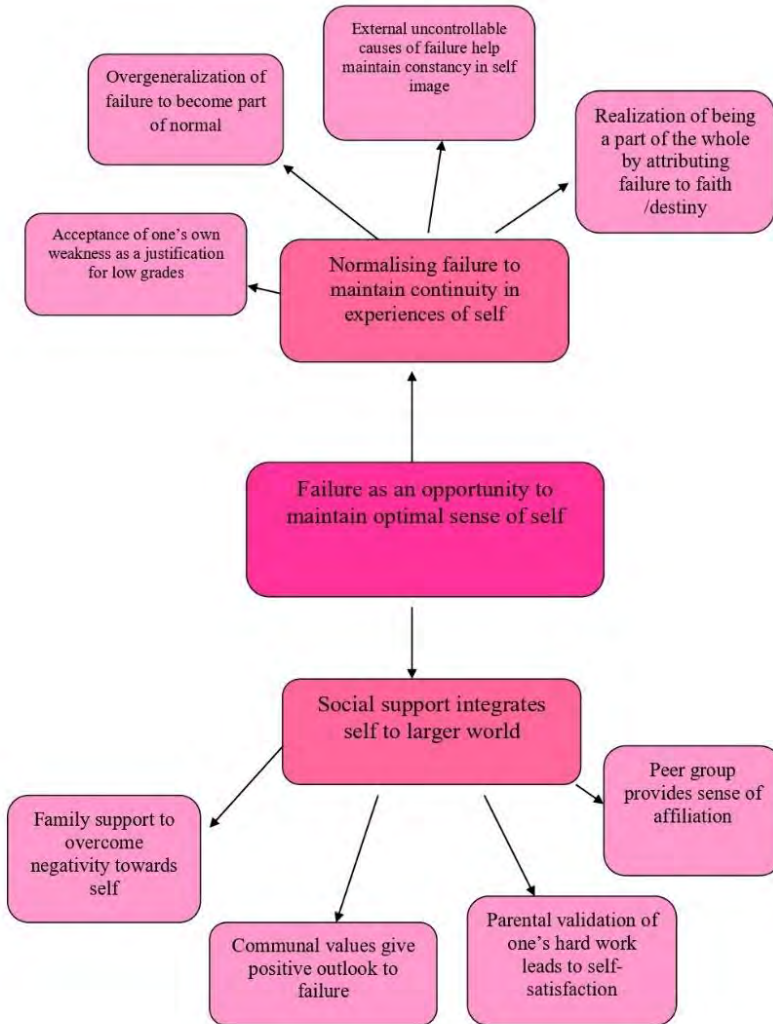 External uncontrollable
causes of failure help
maintain constancy in self
image
Overgeneralization of
failure to become part
of normal
Realization of being
a part of the whole
by attributing
failure to faith
/destiny
Acceptance of one's own
weakness as a justification
for low grades
Normalising failure to
maintain continuity in
experiences of self
Failure as an opportunity to
maintain optimal sense of self
Social support integrates
self to larger world
Peer group
provides sense of
affiliation
Family support to
overcome
negativity towards
self
Communal values give
positive outlook to
failure
Parental validation of
one's hard work
leads to self-
satisfaction